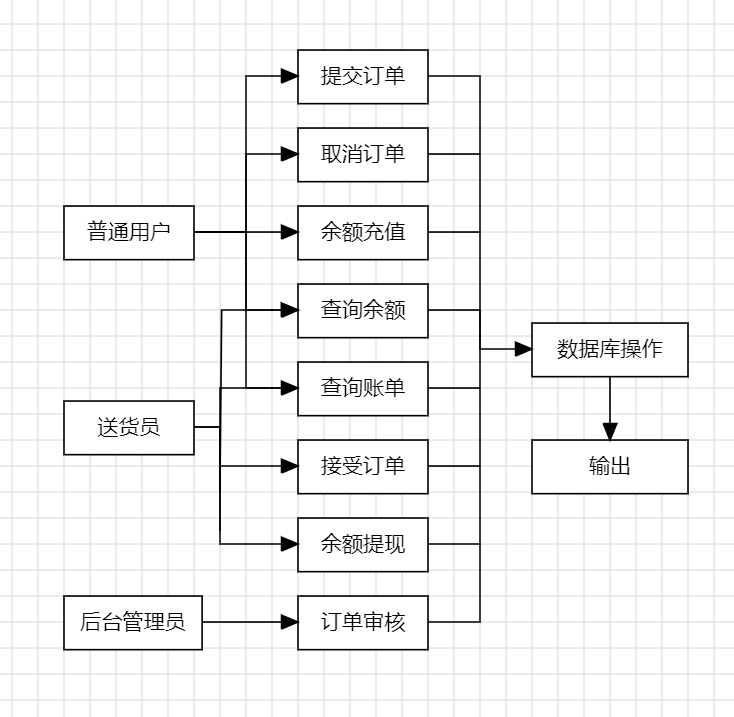 提交订单
取消订单
普通用户
余额充值
查询余额
数据库操作
查询账单
送货员
接受订单
输出
余额提现
后台管理员
订单审核